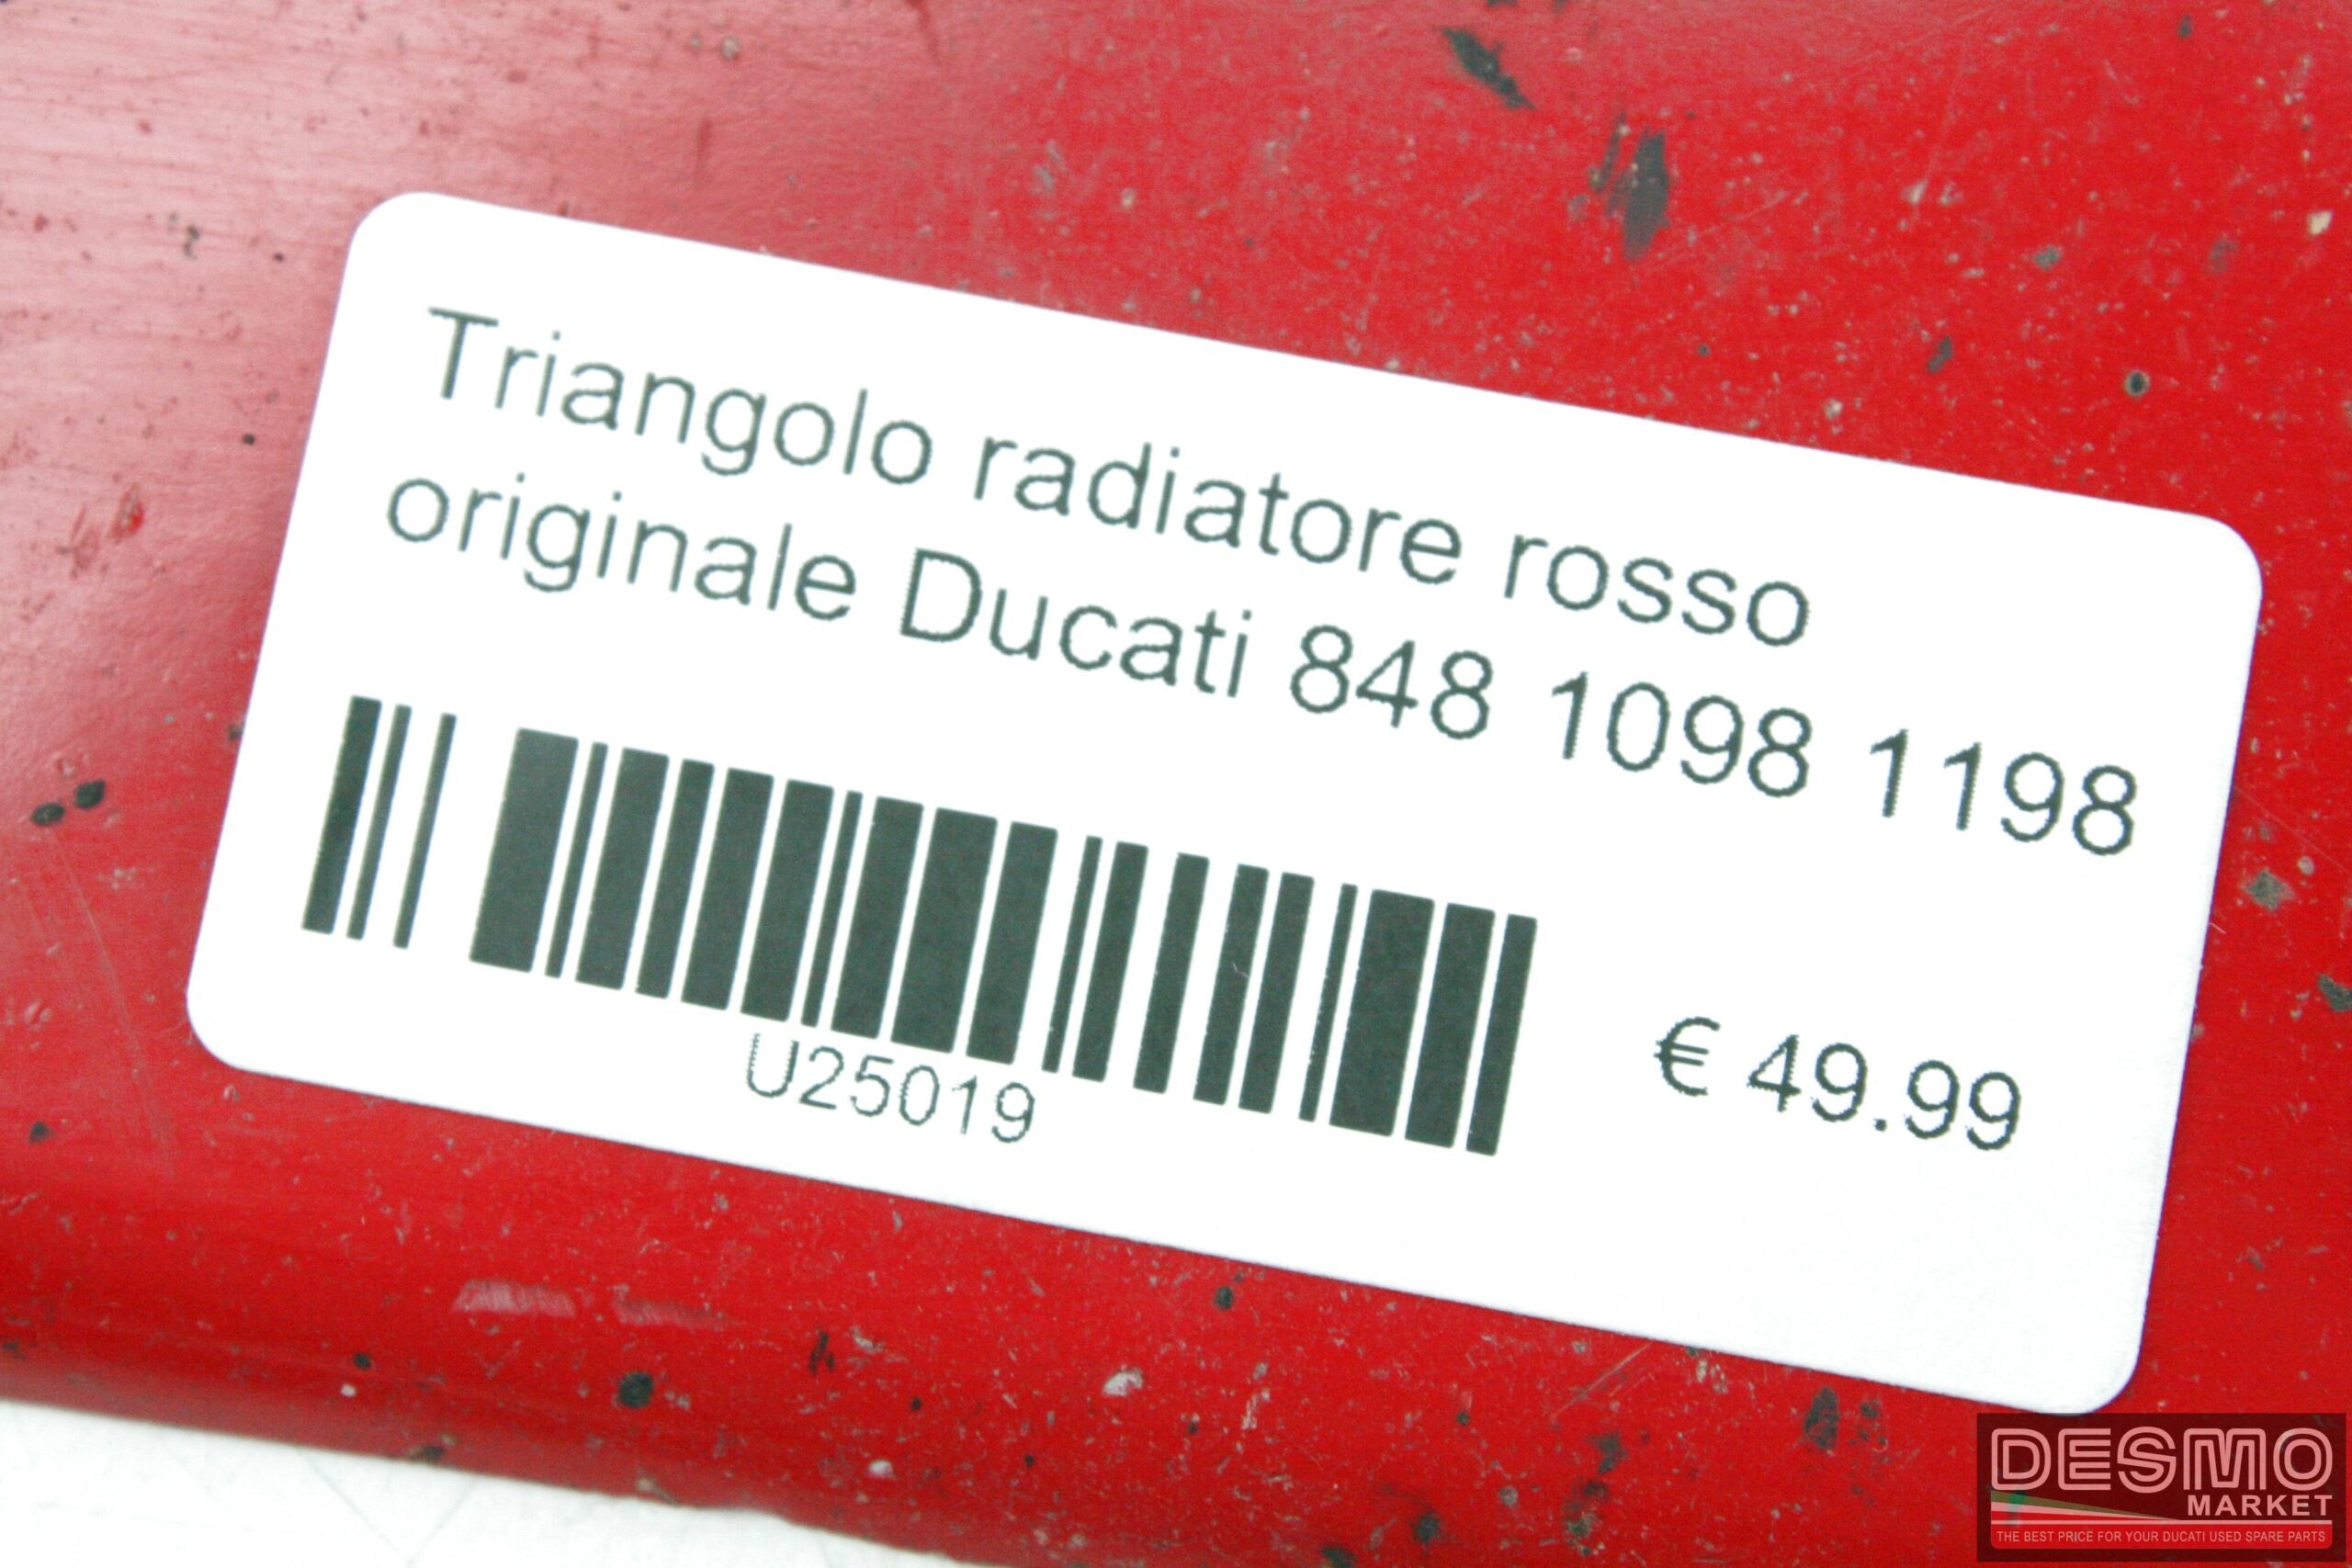 Triangolo radiatore rosso
originale Ducati 848 1098 1198
U25019
€ 49.99
DESMO
MARKET
THE BEST PRICE FOR YOUR DUCATI USED SPARE PARTS